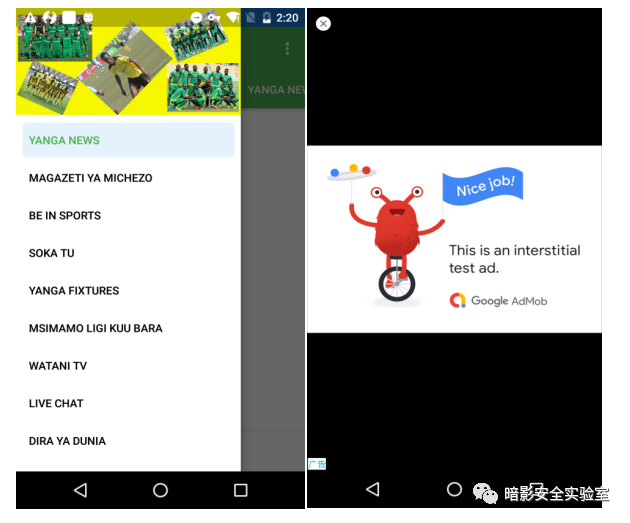 2:20
YANGA NEW
YANGA NEWS
MAGAZETI YA MICHEZO
BE IN SPORTS
SOKA TU
YANGA FIXTURES
MSIMAMO LIGI KUU BARA
WATANI TV
LIVE CHAT
DIRA YA DUNIA
Nice job!
This is an interstitial
test ad.
Google AdMob
广告
暗影安全实验室